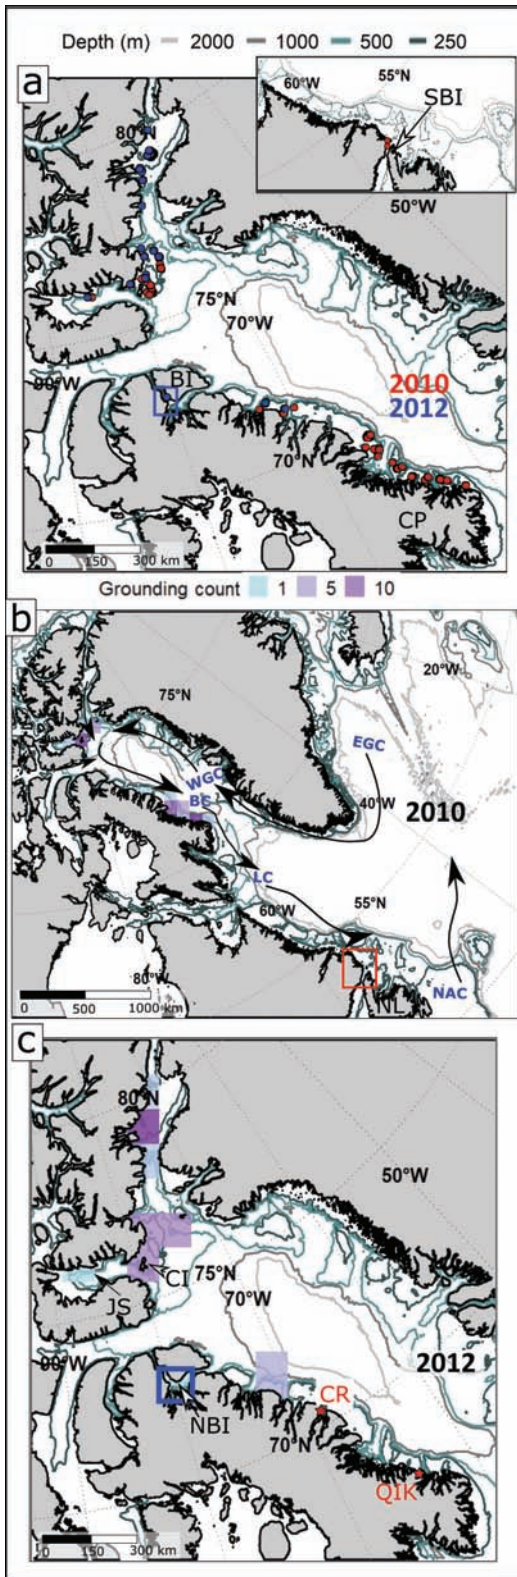 Depth (m) 2000 1000 500 250
a
60°W
55°N
SBI
80°N
50°W
75°N
70°W
2010
2012
90°W
BI
70°N
CP
0 150 300 km
Grounding count 1 5 10
b
20°W
75°N
EGC
WGC
BC
40°W
2010
LC
55°N
60°W
80°W
NL
NAC
0 500 1000 km
c
80°N
50°W
CI
75°N
JS
70°W
2012
90°W
CR
NBI
70°N
QIK
0 150 300 km